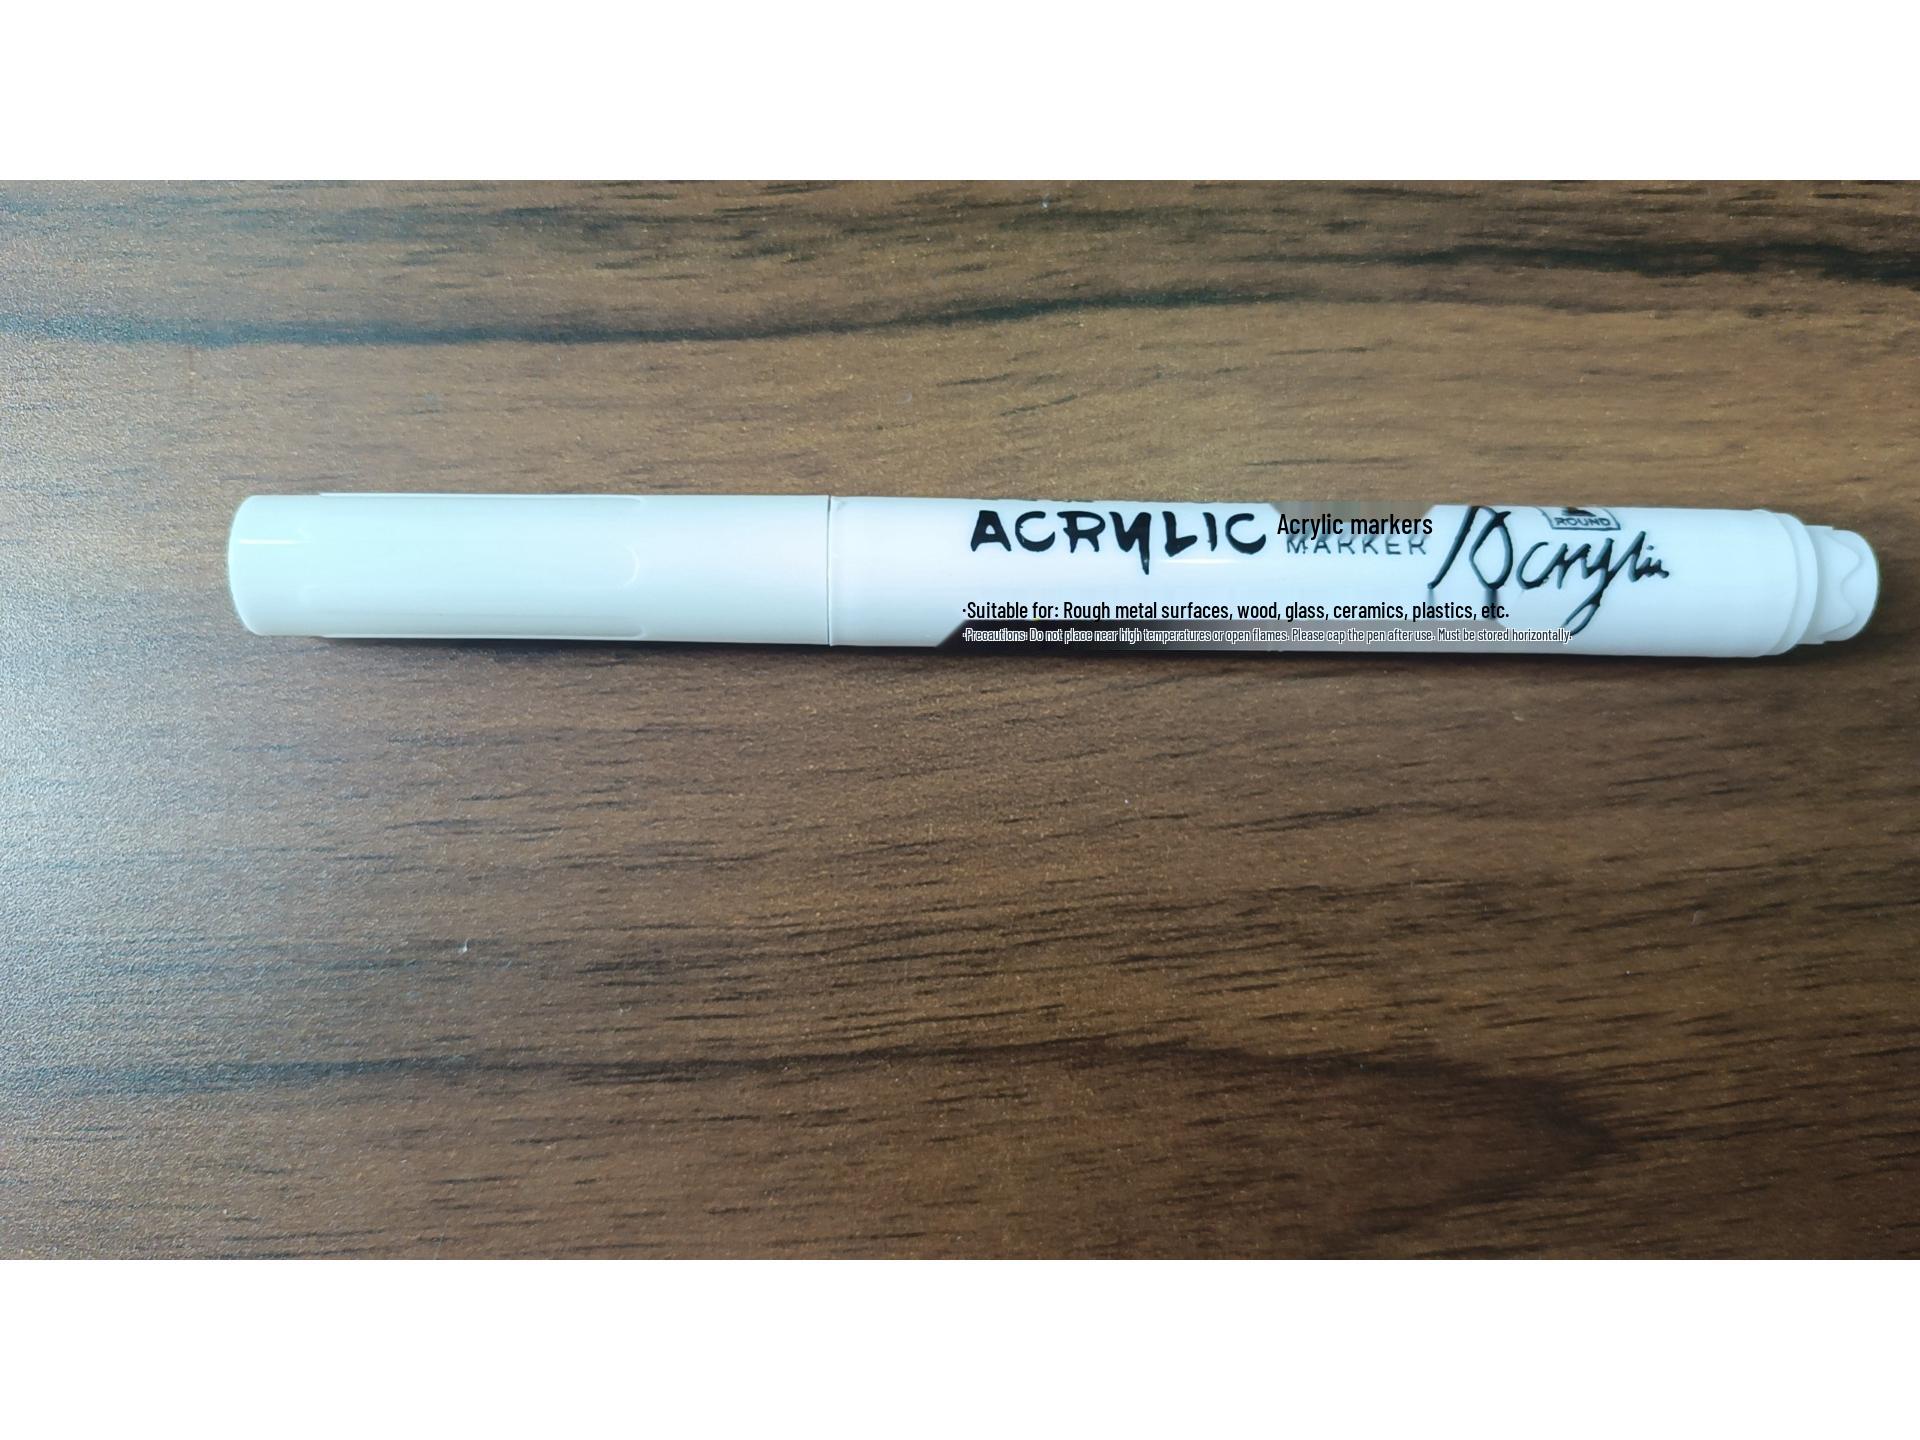 ACRYLIC
Acrylic markers
MARKER
Acrylic
ROUND
·Suitable for: Rough metal surfaces, wood, glass, ceramics, plastics, etc.
·Precautions: Do not place near high temperatures or open flames. Please cap the pen after use. Must be stored horizontally.